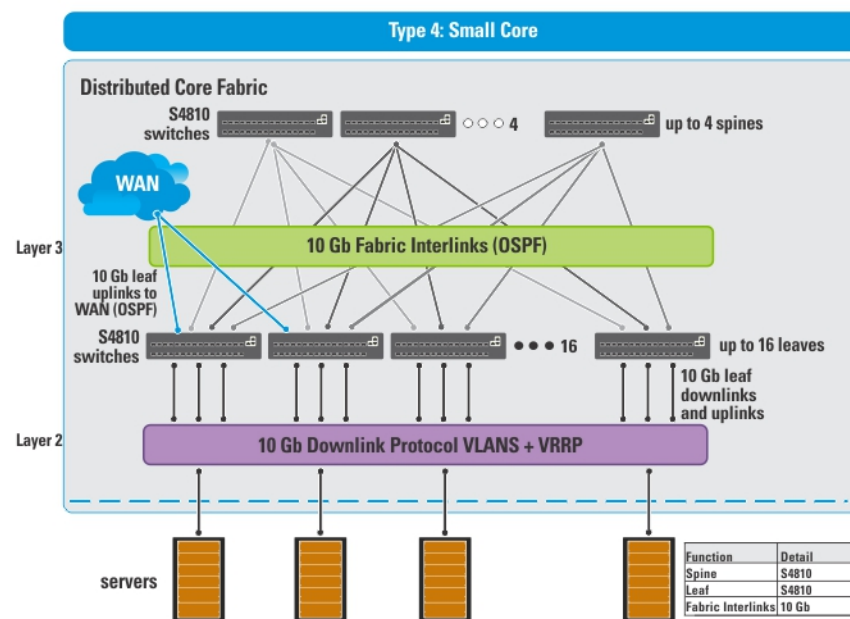 Type 4: Small Core
Distributed Core Fabric
S4810
switches
4
up to 4 spines
WAN
Layer 3
10 Gb Fabric Interlinks (OSPF)
10 Gb leaf
uplinks to
WAN (OSPF)
S4810
switches
16
up to 16 leaves
10 Gb leaf
downlinks
and uplinks
Layer 2
10 Gb Downlink Protocol VLANS + VRRP
servers
Function Detail
Spine S4810
Leaf S4810
Fabric Interlinks 10 Gb